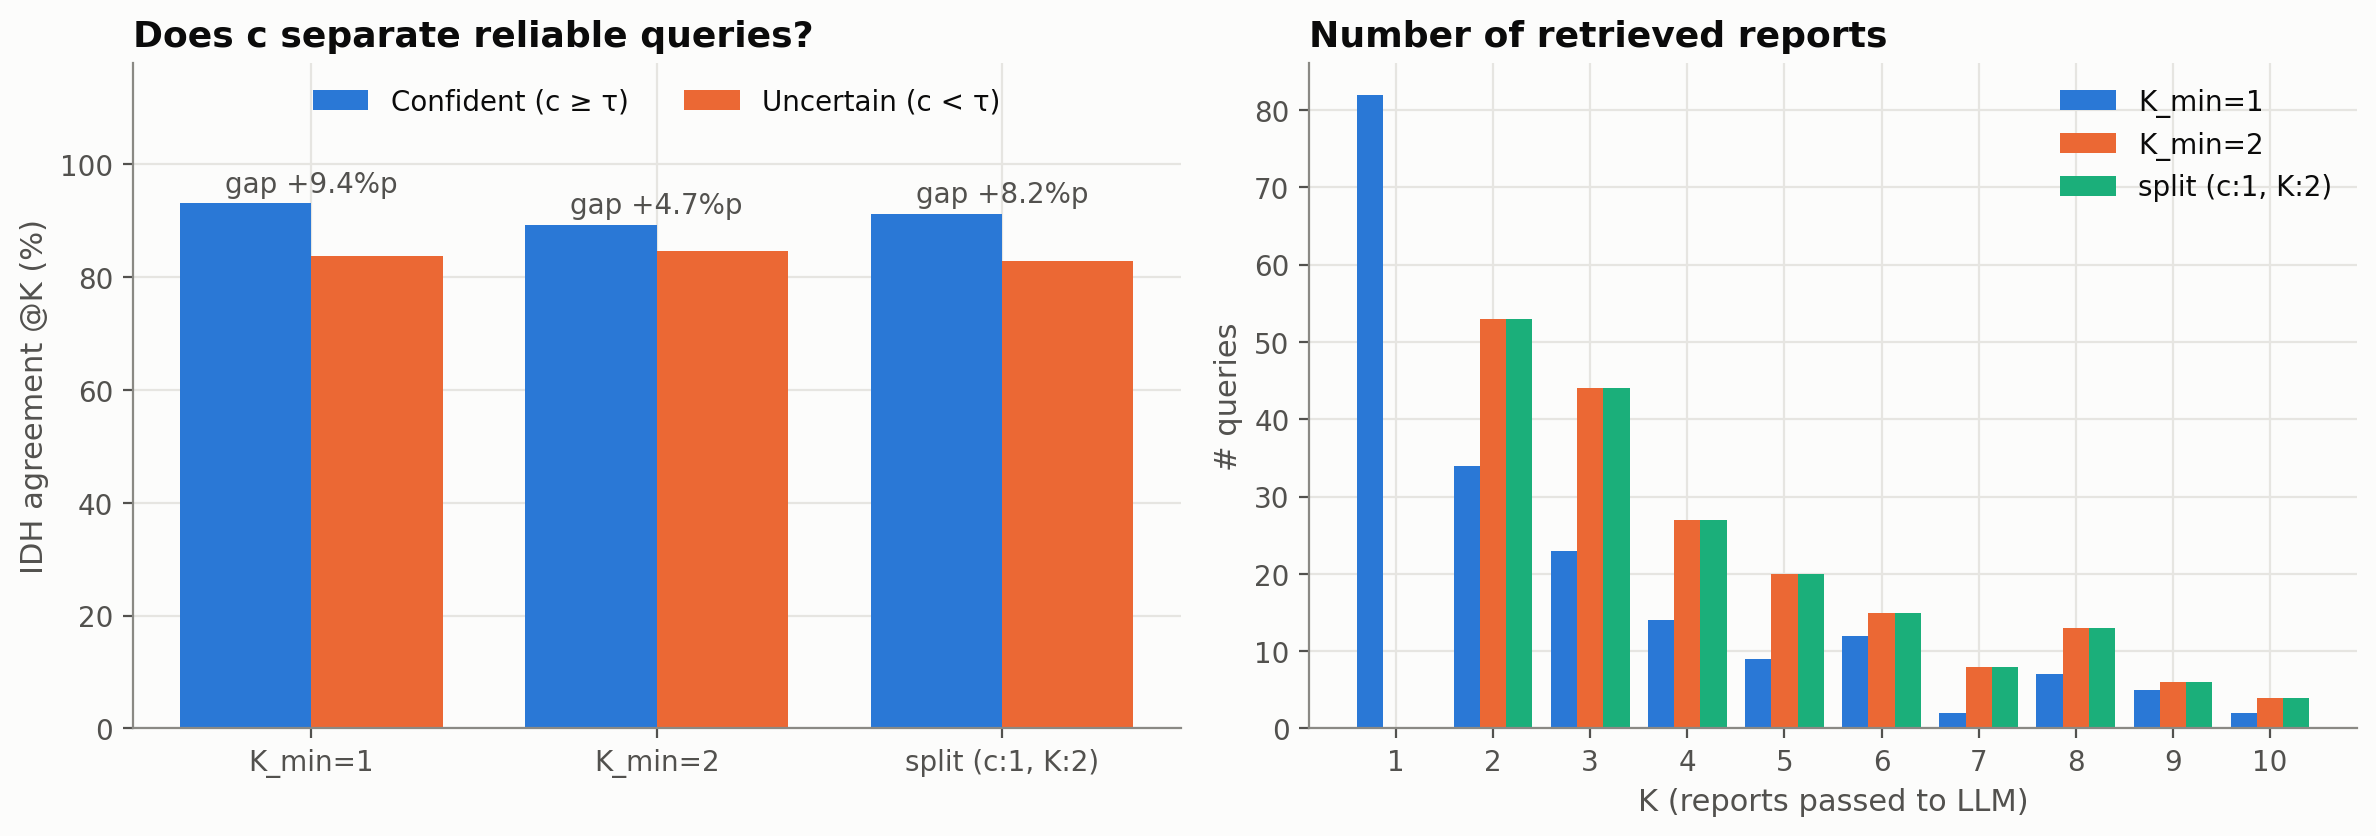 Does c separate reliable queries?
Confident (c ≥ τ)
Uncertain (c < τ)
gap +9.4%p
gap +4.7%p
gap +8.2%p
IDH agreement @K (%)
100
80
60
40
20
0
K_min=1
K_min=2
split (c:1, K:2)
Number of retrieved reports
K_min=1
K_min=2
split (c:1, K:2)
# queries
80
70
60
50
40
30
20
10
0
1 2 3 4 5 6 7 8 9 10
K (reports passed to LLM)